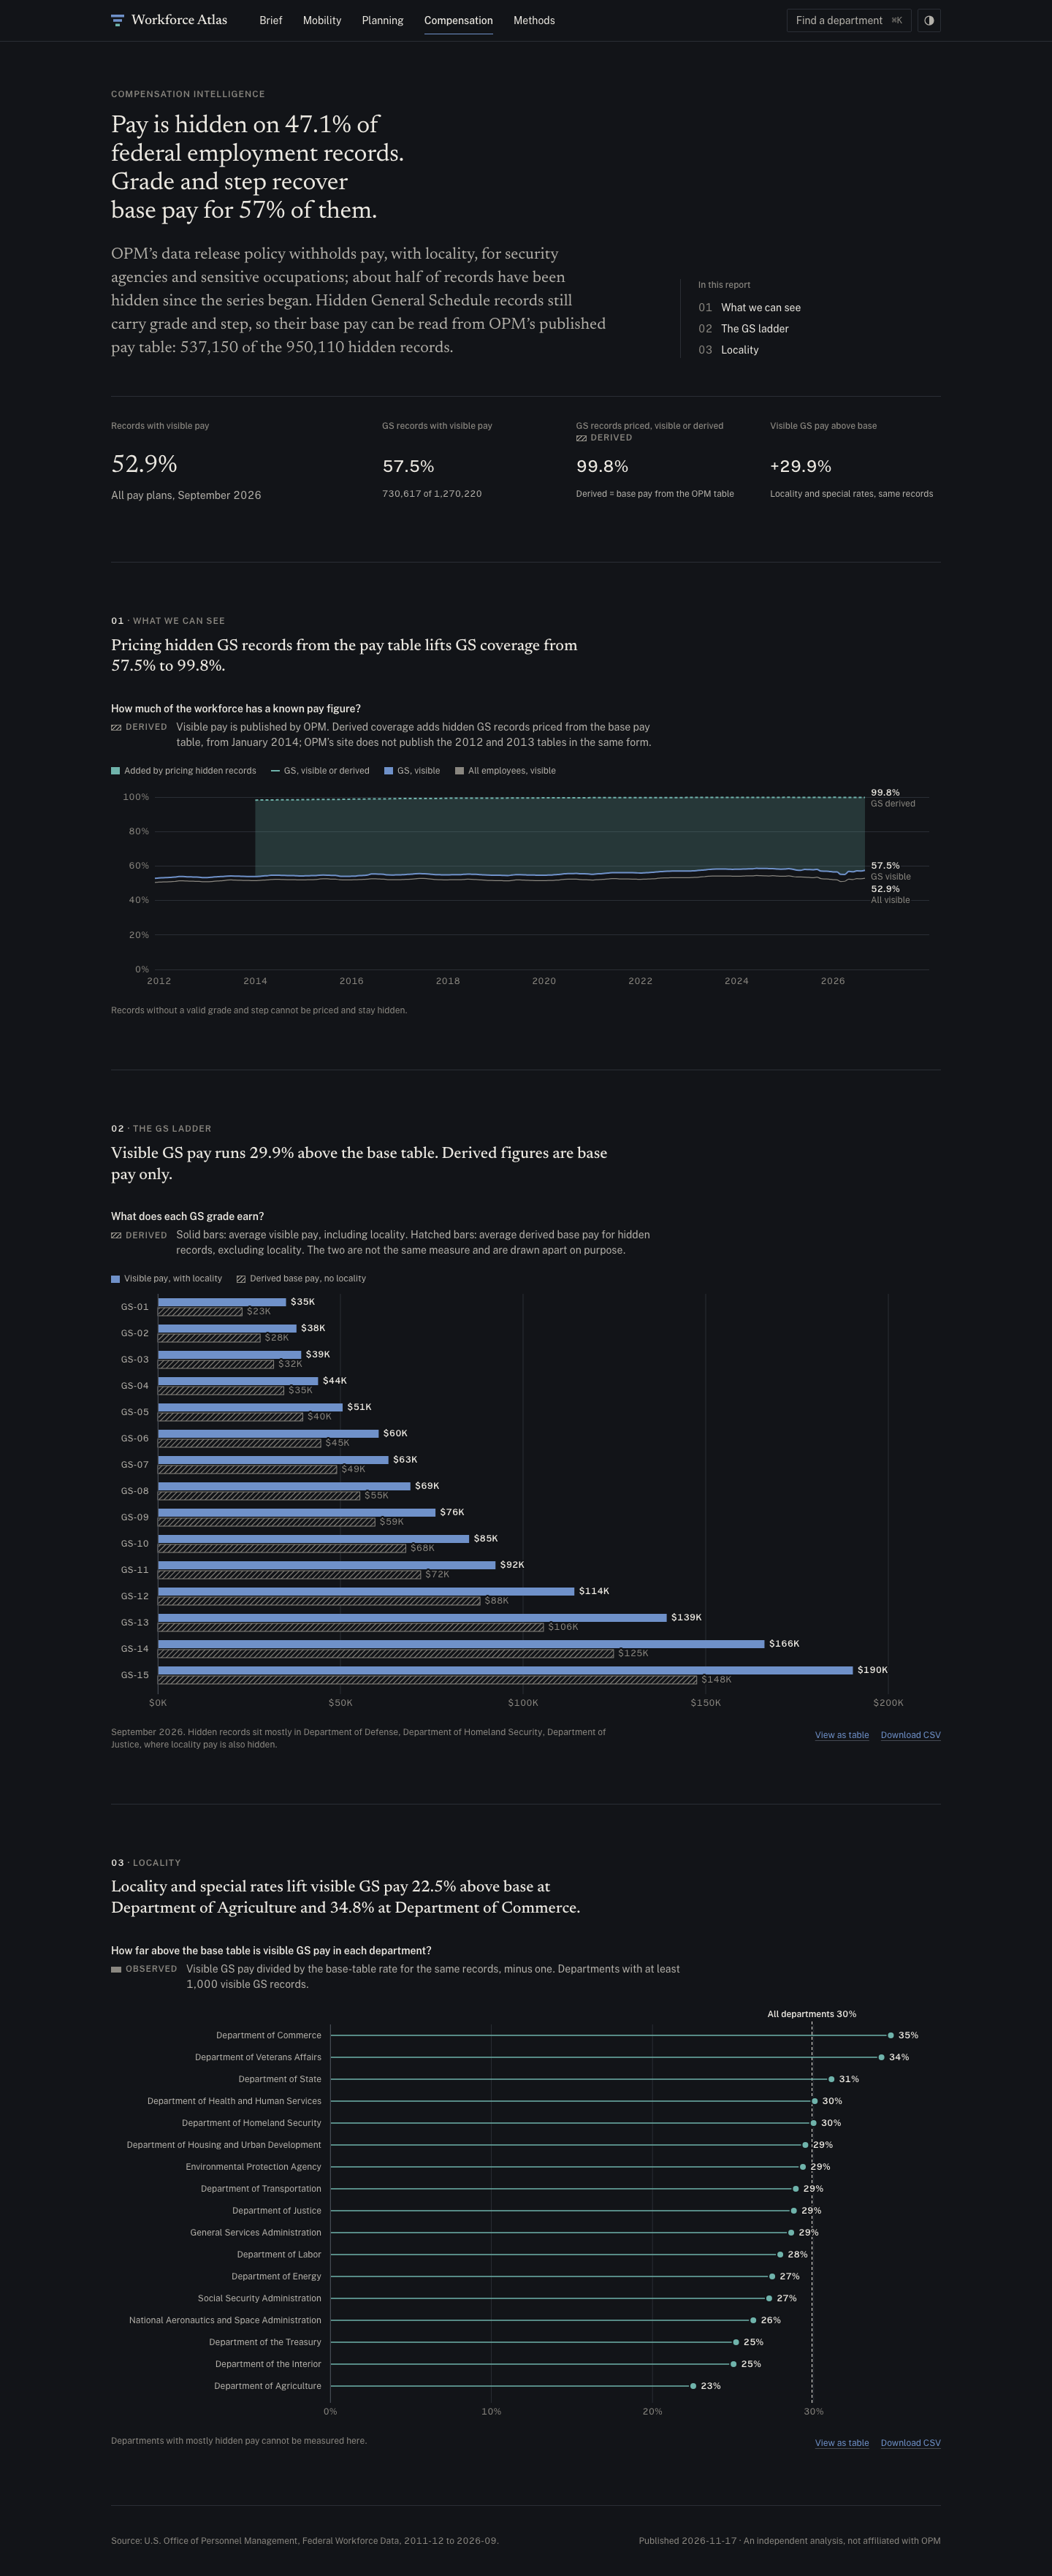 Workforce Atlas Brief Mobility Planning Compensation Methods Find a department ⌘K
COMPENSATION INTELLIGENCE
Pay is hidden on 47.1% of
federal employment records.
Grade and step recover
base pay for 57% of them.
OPM’s data release policy withholds pay, with locality, for security
agencies and sensitive occupations; about half of records have been
hidden since the series began. Hidden General Schedule records still
carry grade and step, so their base pay can be read from OPM’s published
pay table: 537,150 of the 950,110 hidden records.
In this report
01 What we can see
02 The GS ladder
03 Locality
Records with visible pay
52.9%
All pay plans, September 2026
GS records with visible pay
57.5%
730,617 of 1,270,220
GS records priced, visible or derived
DERIVED
99.8%
Derived = base pay from the OPM table
Visible GS pay above base
+29.9%
Locality and special rates, same records
01 · WHAT WE CAN SEE
Pricing hidden GS records from the pay table lifts GS coverage from
57.5% to 99.8%.
How much of the workforce has a known pay figure?
DERIVED Visible pay is published by OPM. Derived coverage adds hidden GS records priced from the base pay
table, from January 2014; OPM’s site does not publish the 2012 and 2013 tables in the same form.
Added by pricing hidden records GS, visible or derived GS, visible All employees, visible
100%
80%
60%
40%
20%
0%
99.8%
GS derived
57.5%
GS visible
52.9%
All visible
2012 2014 2016 2018 2020 2022 2024 2026
Records without a valid grade and step cannot be priced and stay hidden.
02 · THE GS LADDER
Visible GS pay runs 29.9% above the base table. Derived figures are base
pay only.
What does each GS grade earn?
DERIVED Solid bars: average visible pay, including locality. Hatched bars: average derived base pay for hidden
records, excluding locality. The two are not the same measure and are drawn apart on purpose.
Visible pay, with locality Derived base pay, no locality
GS-01 $35K $23K
GS-02 $38K $28K
GS-03 $39K $32K
GS-04 $44K $35K
GS-05 $51K $40K
GS-06 $60K $45K
GS-07 $63K $49K
GS-08 $69K $55K
GS-09 $76K $59K
GS-10 $85K $68K
GS-11 $92K $72K
GS-12 $114K $88K
GS-13 $139K $106K
GS-14 $166K $125K
GS-15 $190K $148K
$0K $50K $100K $150K $200K
September 2026. Hidden records sit mostly in Department of Defense, Department of Homeland Security, Department of
Justice, where locality pay is also hidden.
View as table Download CSV
03 · LOCALITY
Locality and special rates lift visible GS pay 22.5% above base at
Department of Agriculture and 34.8% at Department of Commerce.
How far above the base table is visible GS pay in each department?
OBSERVED Visible GS pay divided by the base-table rate for the same records, minus one. Departments with at least
1,000 visible GS records.
All departments 30%
Department of Commerce 35%
Department of Veterans Affairs 34%
Department of State 31%
Department of Health and Human Services 30%
Department of Homeland Security 30%
Department of Housing and Urban Development 29%
Environmental Protection Agency 29%
Department of Transportation 29%
Department of Justice 29%
General Services Administration 29%
Department of Labor 28%
Department of Energy 27%
Social Security Administration 27%
National Aeronautics and Space Administration 26%
Department of the Treasury 25%
Department of the Interior 25%
Department of Agriculture 23%
0% 10% 20% 30%
Departments with mostly hidden pay cannot be measured here.
View as table Download CSV
Source: U.S. Office of Personnel Management, Federal Workforce Data, 2011-12 to 2026-09.
Published 2026-11-17 · An independent analysis, not affiliated with OPM